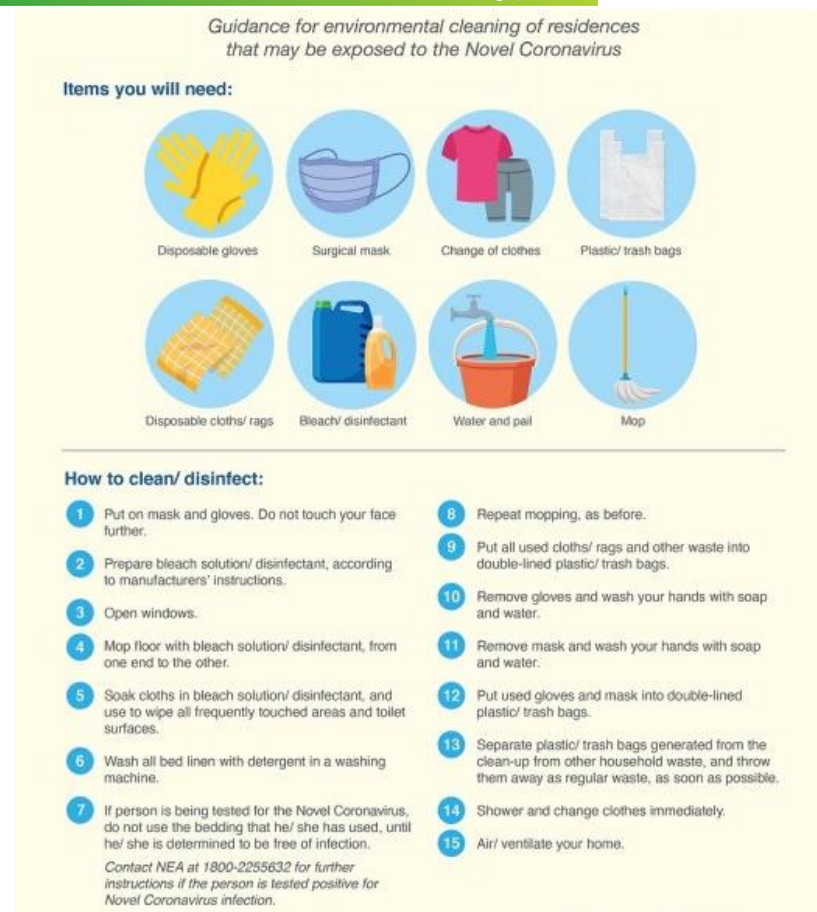 Guidance for environmental cleaning of residences
that may be exposed to the Novel Coronavirus
Items you will need:
Disposable gloves
Surgical mask
Change of clothes
Plastic/ trash bags
Disposable cloths/ rags
Bleach/ disinfectant
Water and pail
Mop
How to clean/ disinfect:
1 Put on mask and gloves. Do not touch your face
further.
2 Prepare bleach solution/ disinfectant, according
to manufacturers' instructions.
3 Open windows.
4 Mop floor with bleach solution/ disinfectant, from
one end to the other.
5 Soak cloths in bleach solution/ disinfectant, and
use to wipe all frequently touched areas and toilet
surfaces.
6 Wash all bed linen with detergent in a washing
machine.
7 If person is being tested for the Novel Coronavirus,
do not use the bedding that he/ she has used, until
he/ she is determined to be free of infection.
Contact NEA at 1800-2255632 for further
instructions if the person is tested positive for
Novel Coronavirus infection.
8 Repeat mopping, as before.
9 Put all used cloths/ rags and other waste into
double-lined plastic/ trash bags.
10 Remove gloves and wash your hands with soap
and water.
11 Remove mask and wash your hands with soap
and water.
12 Put used gloves and mask into double-lined
plastic/ trash bags.
13 Separate plastic/ trash bags generated from the
clean-up from other household waste, and throw
them away as regular waste, as soon as possible.
14 Shower and change clothes immediately.
15 Air/ ventilate your home.